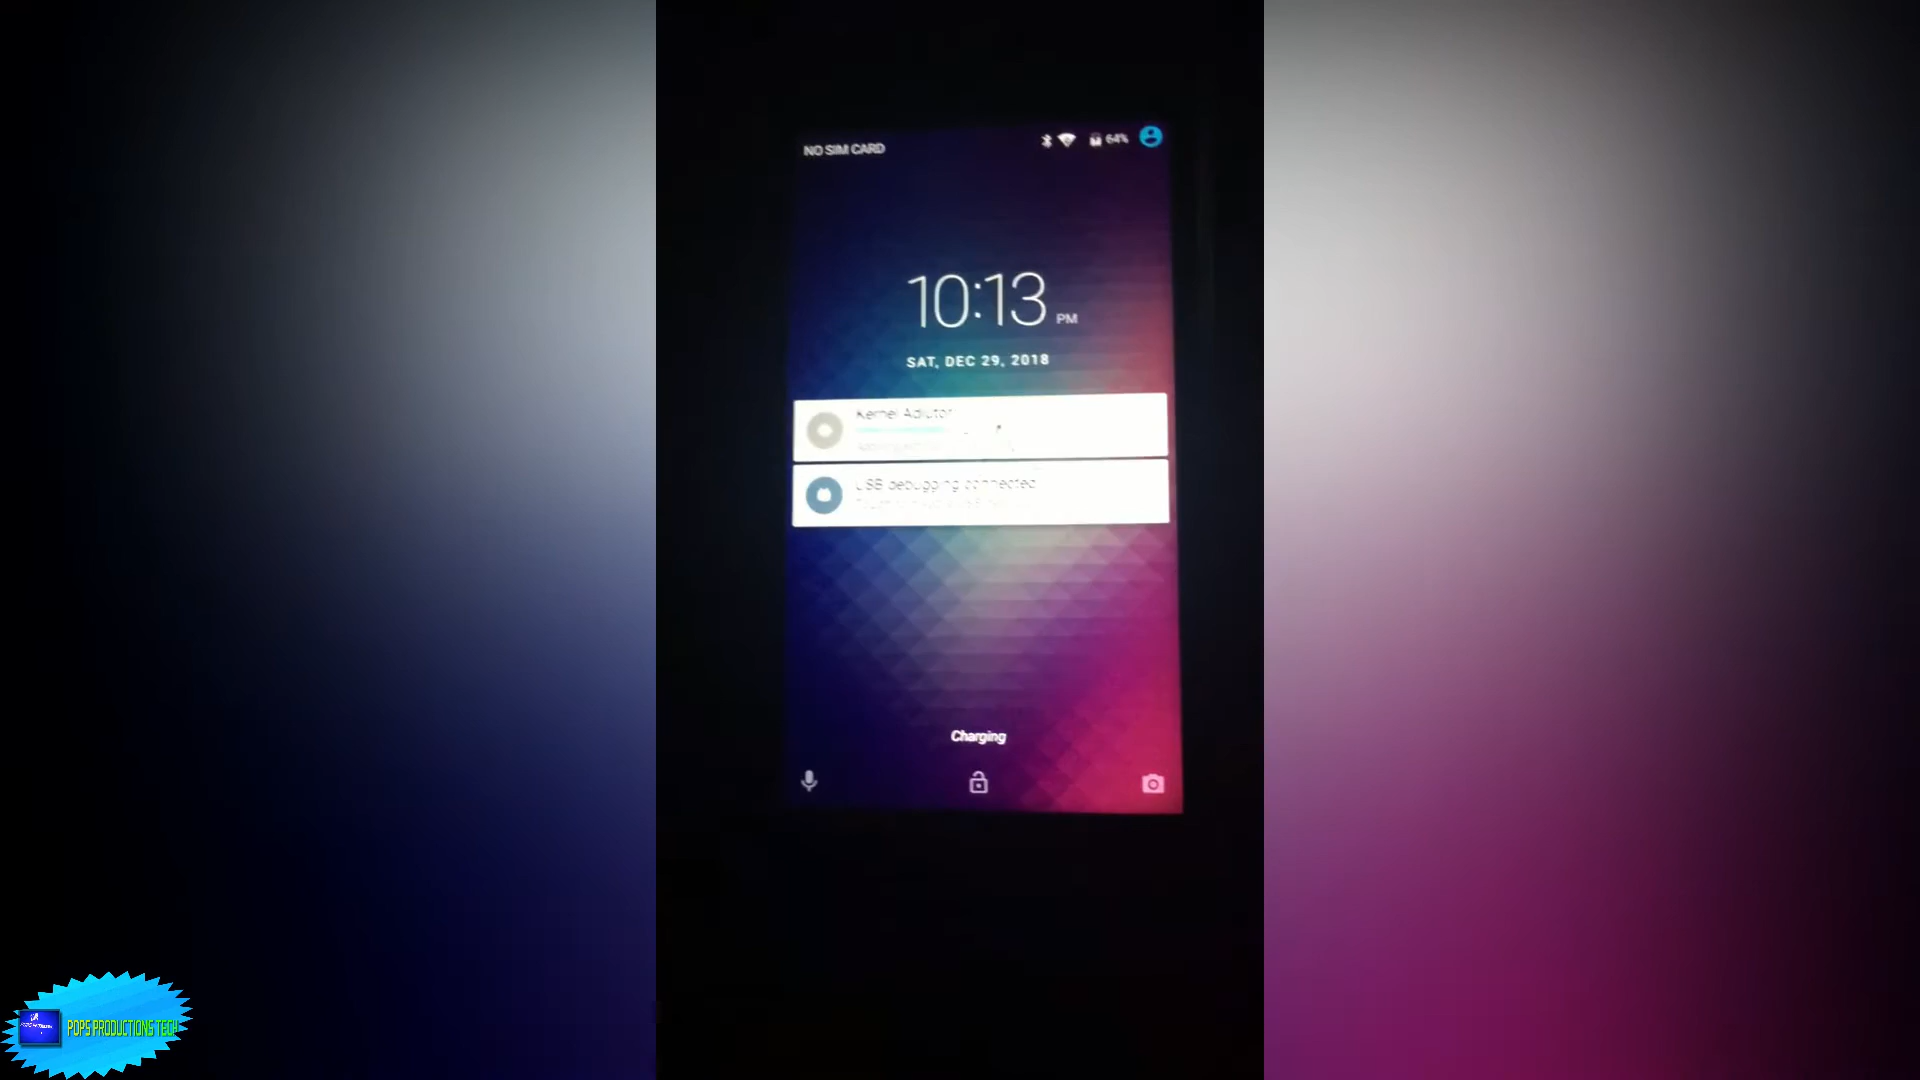 NO SIM CARD
64%
10:13 PM
SAT, DEC 29, 2018
Kernel Adiutor
USB debugging connected
Charging
POPS PRODUCTIONS TECH